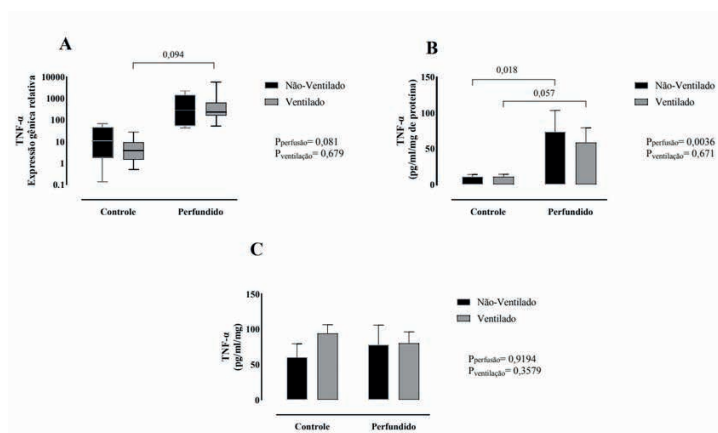 A
0,094
TNF-α
Expressão gênica relativa
10000
1000
100
10
1
0.1
Controle
Perfundido
Não-Ventilado
Ventilado
Pperfusão= 0,081
Pventilação= 0,679
B
0,018
0,057
TNF-α
(pg/ml/mg de proteína)
150
100
50
0
Controle
Perfundido
Não-Ventilado
Ventilado
Pperfusão= 0,0036
Pventilação= 0,671
C
TNF-α
(pg/ml/mg)
150
100
50
0
Controle
Perfundido
Não-Ventilado
Ventilado
Pperfusão= 0,9194
Pventilação= 0,3579